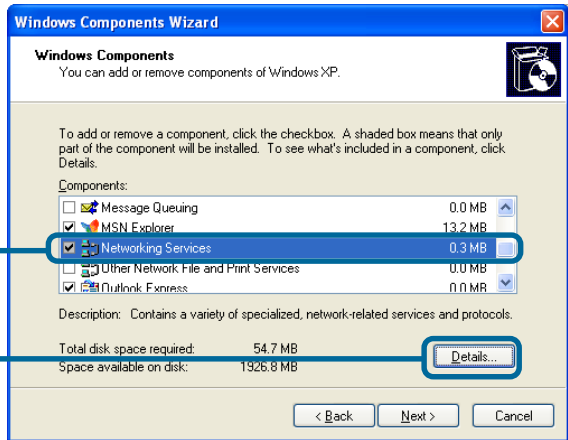 Windows Components Wizard
Windows Components
You can add or remove components of Windows XP.
To add or remove a component, click the checkbox. A shaded box means that only
part of the component will be installed. To see what's included in a component, click
Details.
Components:
Message Queuing 0.0 MB
MSN Explorer 13.2 MB
Networking Services 0.3 MB
Other Network File and Print Services 0.0 MB
Outlook Express 0.0 MB
Description: Contains a variety of specialized, network-related services and protocols.
Total disk space required: 54.7 MB
Space available on disk: 1926.8 MB
Details...
< Back Next > Cancel